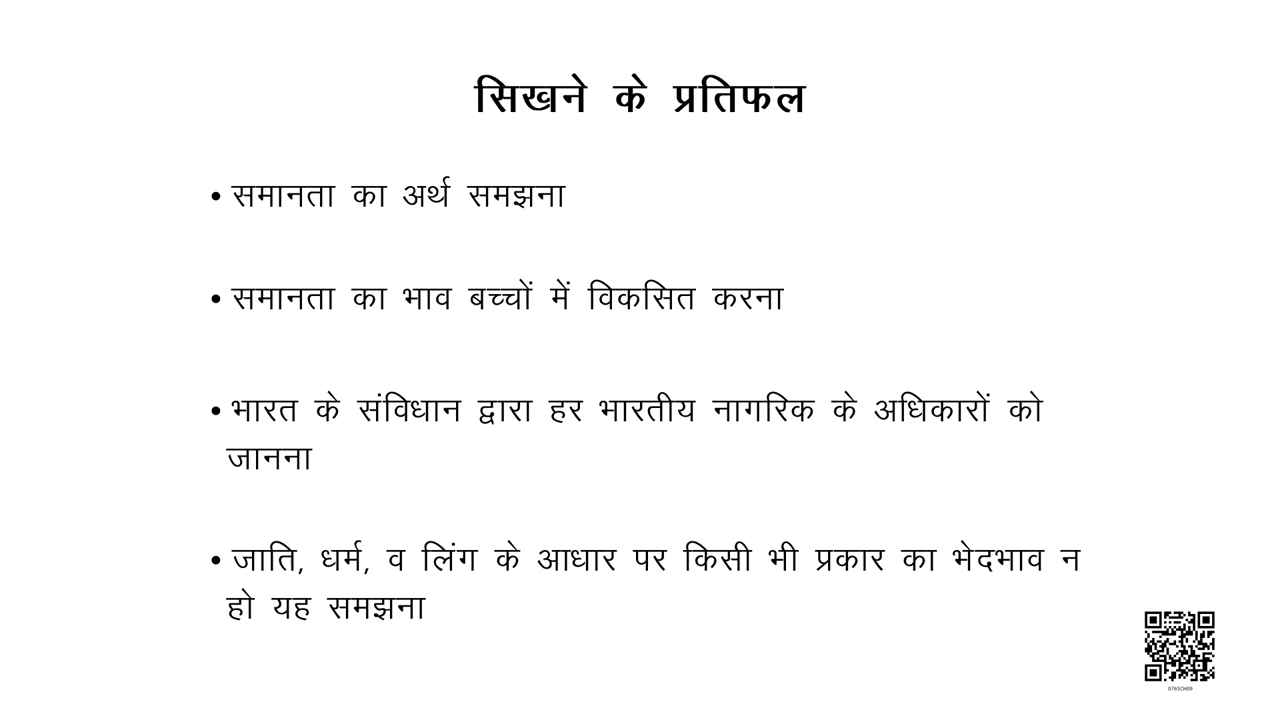 सिखने के प्रतिफल
• समानता का अर्थ समझना
• समानता का भाव बच्चों में विकसित करना
• भारत के संविधान द्वारा हर भारतीय नागरिक के अधिकारों को
जानना
• जाति, धर्म, व लिंग के आधार पर किसी भी प्रकार का भेदभाव न
हो यह समझना
0765CH09